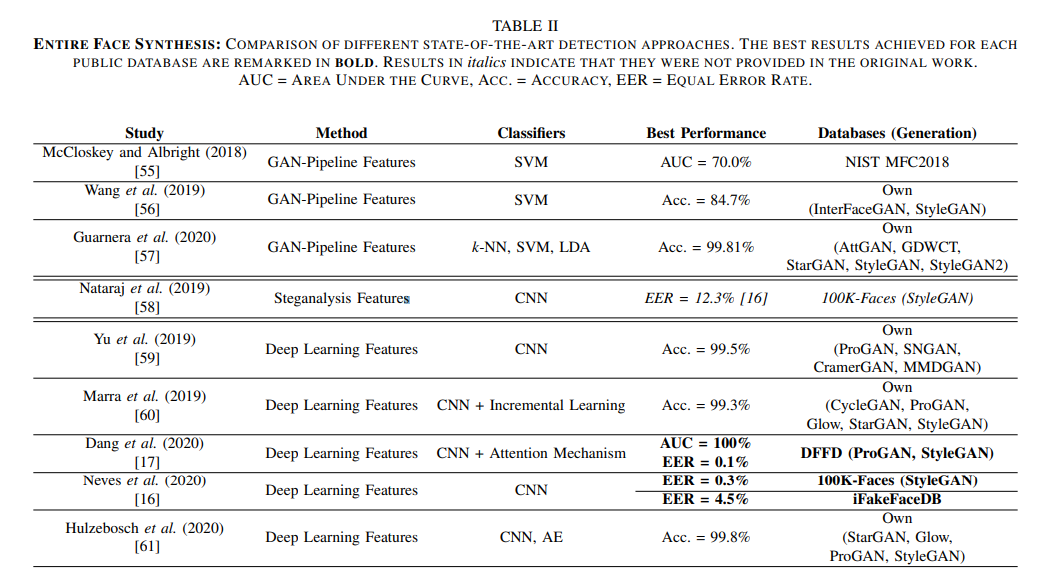 TABLE II
ENTIRE FACE SYNTHESIS: COMPARISON OF DIFFERENT STATE-OF-THE-ART DETECTION APPROACHES. THE BEST RESULTS ACHIEVED FOR EACH
PUBLIC DATABASE ARE REMARKED IN BOLD. RESULTS IN italics INDICATE THAT THEY WERE NOT PROVIDED IN THE ORIGINAL WORK.
AUC = AREA UNDER THE CURVE, ACC. = ACCURACY, EER = EQUAL ERROR RATE.
Study Method Classifiers Best Performance Databases (Generation)
McCloskey and Albright (2018)
[55] GAN-Pipeline Features SVM AUC = 70.0% NIST MFC2018
Wang et al. (2019)
[56] GAN-Pipeline Features SVM Acc. = 84.7% Own
(InterFaceGAN, StyleGAN)
Guarnera et al. (2020)
[57] GAN-Pipeline Features k-NN, SVM, LDA Acc. = 99.81% Own
(AttGAN, GDWCT,
StarGAN, StyleGAN, StyleGAN2)
Nataraj et al. (2019)
[58] Steganalysis Features CNN EER = 12.3% [16] 100K-Faces (StyleGAN)
Yu et al. (2019)
[59] Deep Learning Features CNN Acc. = 99.5% Own
(ProGAN, SNGAN,
CramerGAN, MMDGAN)
Marra et al. (2019)
[60] Deep Learning Features CNN + Incremental Learning Acc. = 99.3% Own
(CycleGAN, ProGAN,
Glow, StarGAN, StyleGAN)
Dang et al. (2020)
[17] Deep Learning Features CNN + Attention Mechanism AUC = 100%
EER = 0.1% DFFD (ProGAN, StyleGAN)
Neves et al. (2020)
[16] Deep Learning Features CNN EER = 0.3% 100K-Faces (StyleGAN)
EER = 4.5% iFakeFaceDB
Hulzebosch et al. (2020)
[61] Deep Learning Features CNN, AE Acc. = 99.8% Own
(StarGAN, Glow,
ProGAN, StyleGAN)